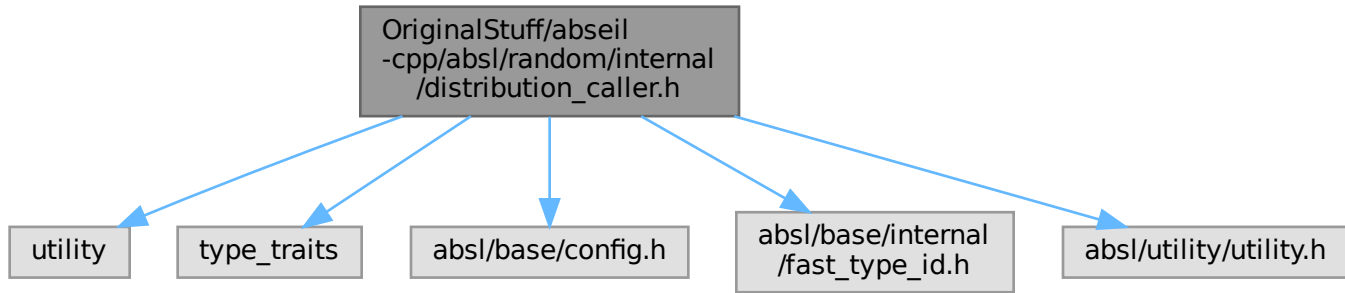 OriginalStuff/abseil
-cpp/absl/random/internal
/distribution_caller.h
utility
type_traits
absl/base/config.h
absl/base/internal
/fast_type_id.h
absl/utility/utility.h